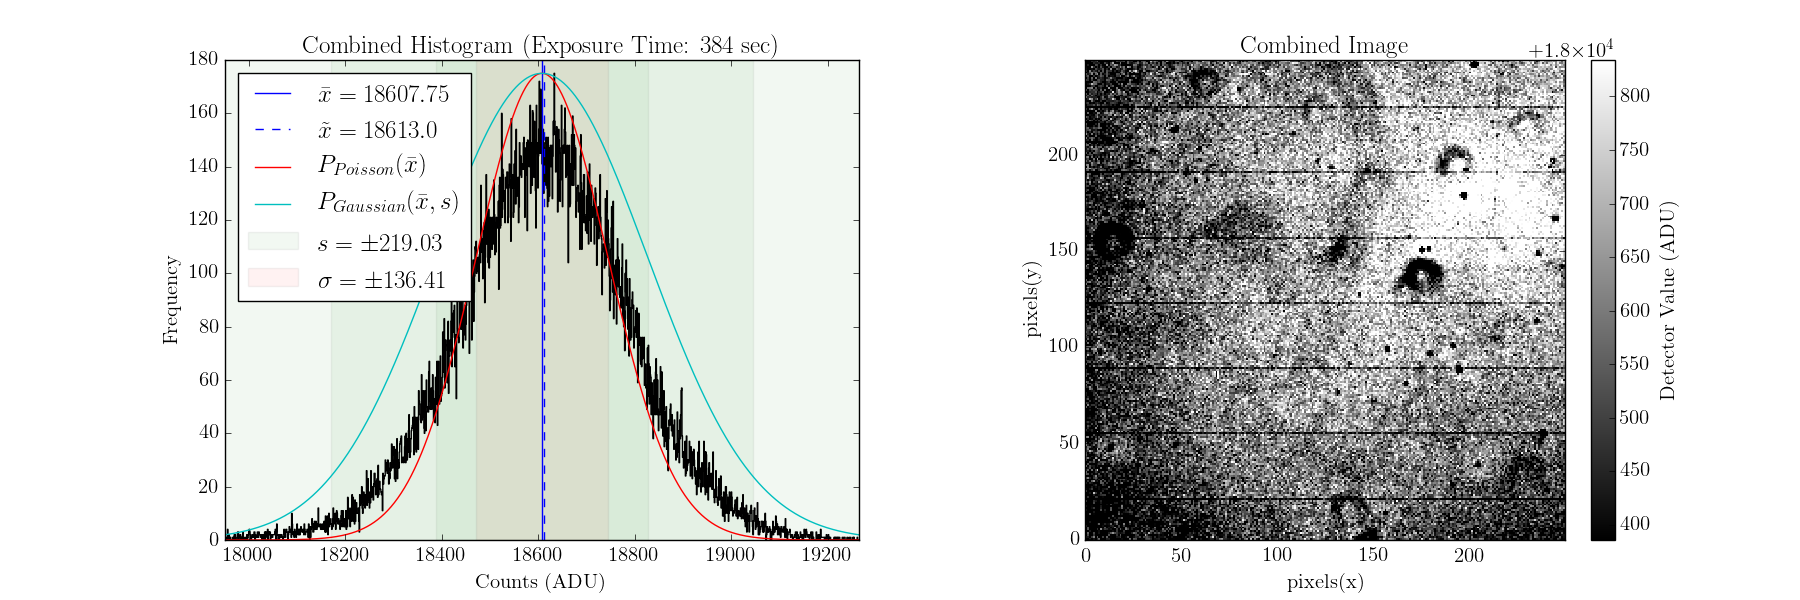 Combined Histogram (Exposure Time: 384 sec)
180
160
140
120
100
80
60
40
20
0
Frequency
x̄ = 18607.75
x̃ = 18613.0
P_Poisson(x̄)
P_Gaussian(x̄, s)
s = ±219.03
σ = ±136.41
18000 18200 18400 18600 18800 19000 19200
Counts (ADU)
Combined Image
+1.8×10⁴
200
150
100
50
0
pixels(y)
0 50 100 150 200
pixels(x)
800
750
700
650
600
550
500
450
400
Detector Value (ADU)